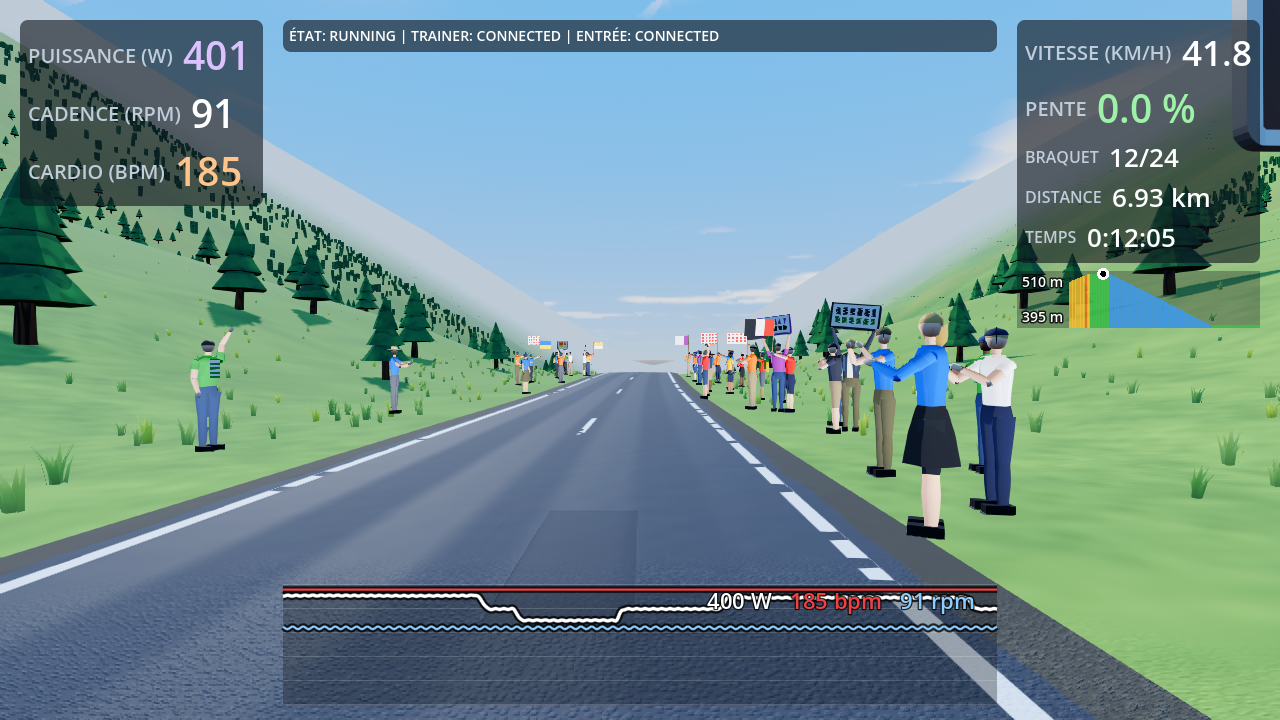 PUISSANCE (W) 401
CADENCE (RPM) 91
CARDIO (BPM) 185
ÉTAT: RUNNING | TRAINER: CONNECTED | ENTRÉE: CONNECTED
VITESSE (KM/H) 41.8
PENTE 0.0 %
BRAQUET 12/24
DISTANCE 6.93 km
TEMPS 0:12:05
510 m
395 m
400 W 185 bpm 91 rpm